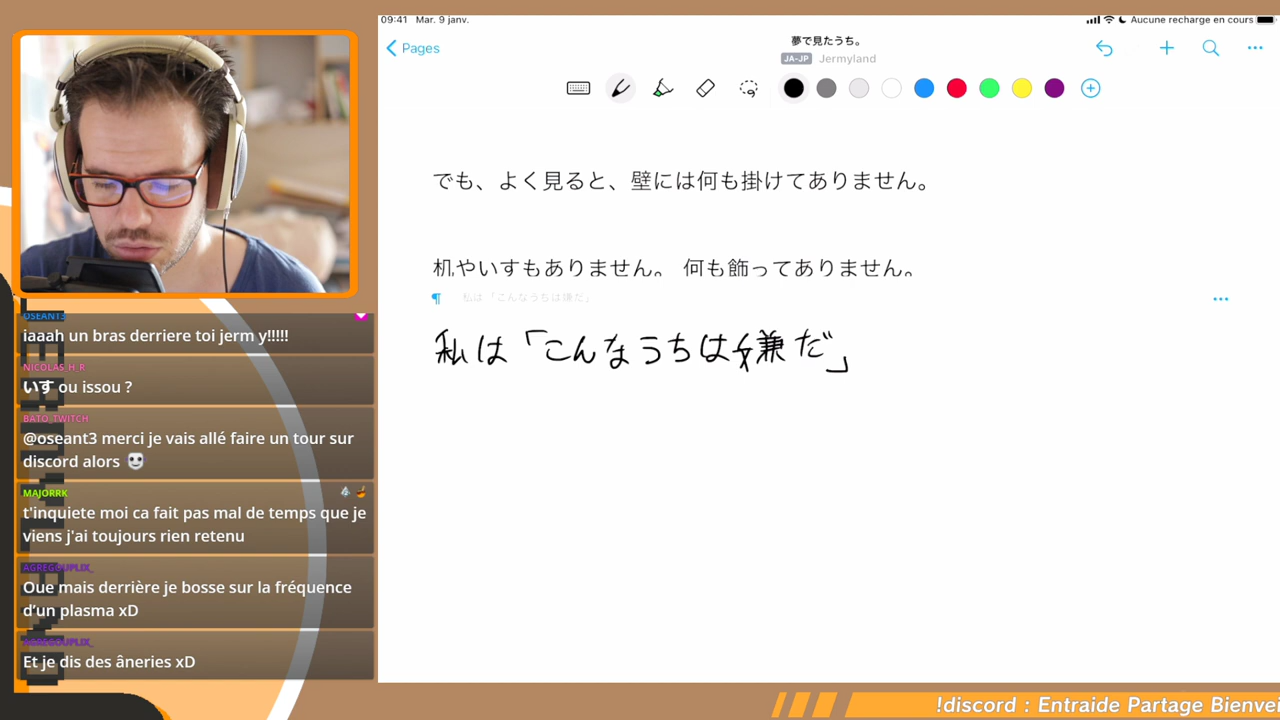 09:41 Mar. 9 janv.
Aucune recharge en cours
Pages
夢で見たうち。
JA-JP Jermyland
でも、よく見ると、壁には何も掛けてありません。
机やいすもありません。 何も飾ってありません。
¶ 私は「こんなうちは嫌だ」
私は「こんなうちは嫌だ」
OSEANT3
iaaah un bras derriere toi jerm y!!!!!
NICOLAS_H_R
いす ou issou ?
BATO_TWITCH
@oseant3 merci je vais allé faire un tour sur
discord alors
MAJORRK
t'inquiete moi ca fait pas mal de temps que je
viens j'ai toujours rien retenu
AGREGOUPLIX_
Oue mais derrière je bosse sur la fréquence
d'un plasma xD
AGREGOUPLIX_
Et je dis des âneries xD
!discord : Entraide Partage Bienvei